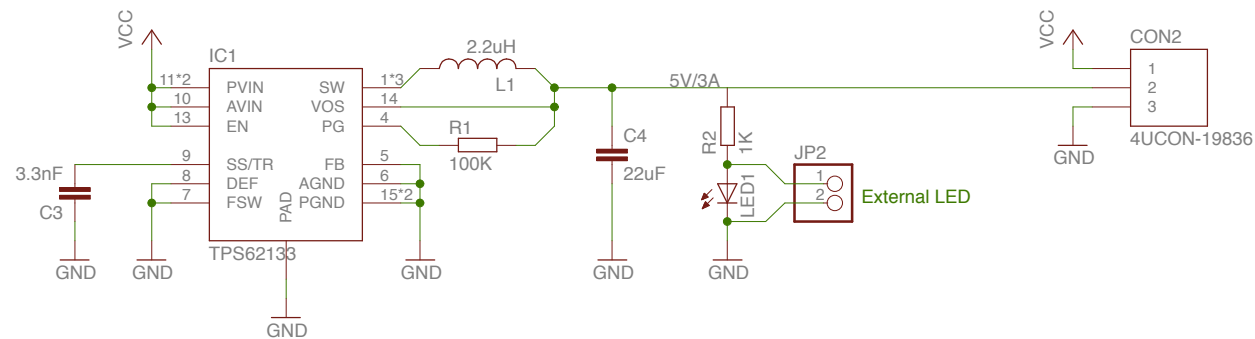 VCC
IC1
2.2uH
L1
VCC
CON2
11*2 PVIN SW 1*3
10 AVIN VOS 14
13 EN PG 4
9 SS/TR FB 5
8 DEF AGND 6
7 FSW PGND 15*2
PAD
TPS62133
3.3nF
C3
R1
100K
C4
22uF
5V/3A
R2
1K
LED1
JP2
1
2
External LED
1
2
3
4UCON-19836
GND
GND
GND
GND
GND
GND
GND